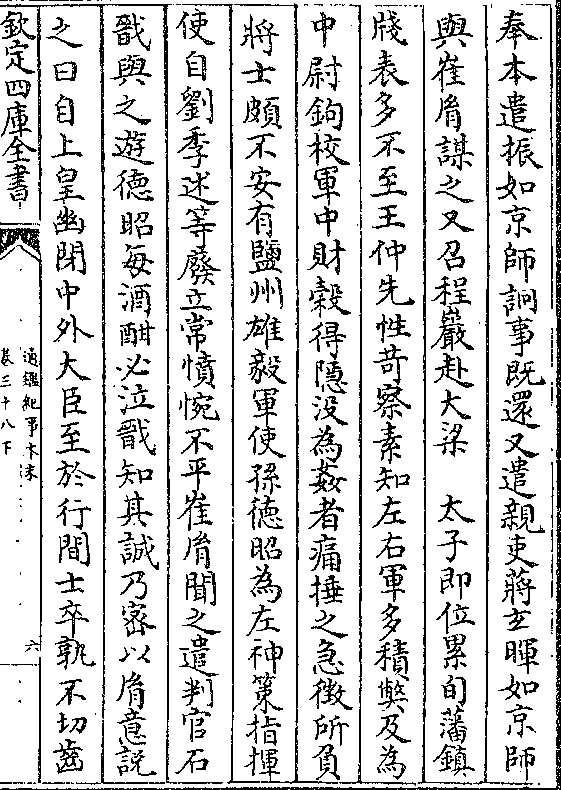 奉本遣振如京師詗事既還又遣親吏蔣玄暉如京師
與崔胤謀之又召程巖赴大梁　太子即位累旬藩鎮
牋表多不至王仲先性苛察素知左右軍多積弊及為
中尉鉤校軍中財穀得隱没為姦者痛捶之急徵所負
將士頗不安有鹽州雄毅軍使孫徳昭為左神策指揮
使自劉季述等廢立常憤惋不平崔胤聞之遣判官石
戩與之遊徳昭每酒酣必泣戩知其誠乃密以胤意説
之曰自上皇幽閉中外大臣至於行間士卒孰不切齒
欽定四庫全書
通鑑紀事本末
卷三十八下
六